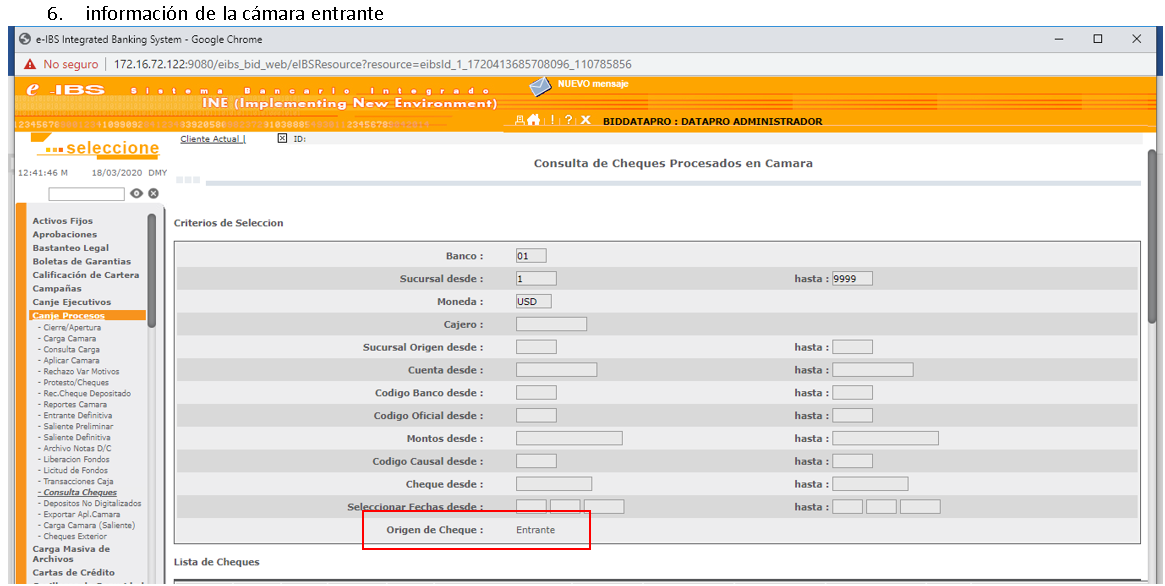 6. información de la cámara entrante
e-IBS Integrated Banking System - Google Chrome
No seguro | 172.16.72.122:9080/eibs_bid_web/eIBSResource?resource=eibsId_1_1720413685708096_110785856
e-IBS Sistema Bancario Integrado
INE (Implementing New Environment)
NUEVO mensaje
BIDDATAPRO : DATAPRO ADMINISTRADOR
seleccione
Cliente Actual | ID:
12:41:46 M 18/03/2020 DMY
Consulta de Cheques Procesados en Camara
Activos Fijos
Aprobaciones
Bastanteo Legal
Boletas de Garantias
Calificación de Cartera
Campañas
Canje Ejecutivos
Canje Procesos
- Cierre/Apertura
- Carga Camara
- Consulta Carga
- Aplicar Camara
- Rechazo Var Motivos
- Protesto/Cheques
- Rec.Cheque Depositado
- Reportes Camara
- Entrante Definitiva
- Saliente Preliminar
- Saliente Definitiva
- Archivo Notas D/C
- Liberacion Fondos
- Licitud de Fondos
- Transacciones Caja
- Consulta Cheques
- Depositos No Digitalizados
- Exportar Apl.Camara
- Carga Camara (Saliente)
- Cheques Exterior
Carga Masiva de
Archivos
Cartas de Crédito
Criterios de Seleccion
Banco : 01
Sucursal desde : 1 hasta : 9999
Moneda : USD
Cajero :
Sucursal Origen desde : hasta :
Cuenta desde : hasta :
Codigo Banco desde : hasta :
Codigo Oficial desde : hasta :
Montos desde : hasta :
Codigo Causal desde : hasta :
Cheque desde : hasta :
Seleccionar Fechas desde : hasta :
Origen de Cheque : Entrante
Lista de Cheques